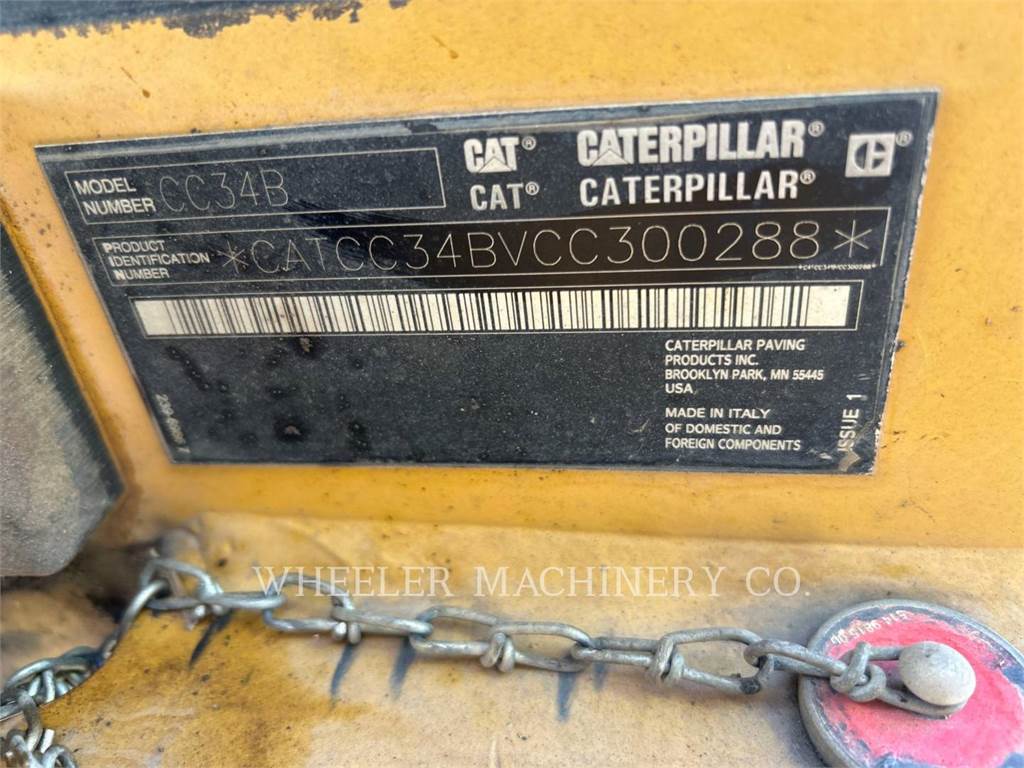 MODEL
NUMBER CC34B
CAT® CATERPILLAR®
CAT® CATERPILLAR®
PRODUCT
IDENTIFICATION
NUMBER *CATCC34BVCC300288*
*CATCC34BVCC300288*
CATERPILLAR PAVING
PRODUCTS INC.
BROOKLYN PARK, MN 55445
USA
MADE IN ITALY
OF DOMESTIC AND
FOREIGN COMPONENTS
ISSUE 1
WHEELER MACHINERY CO.